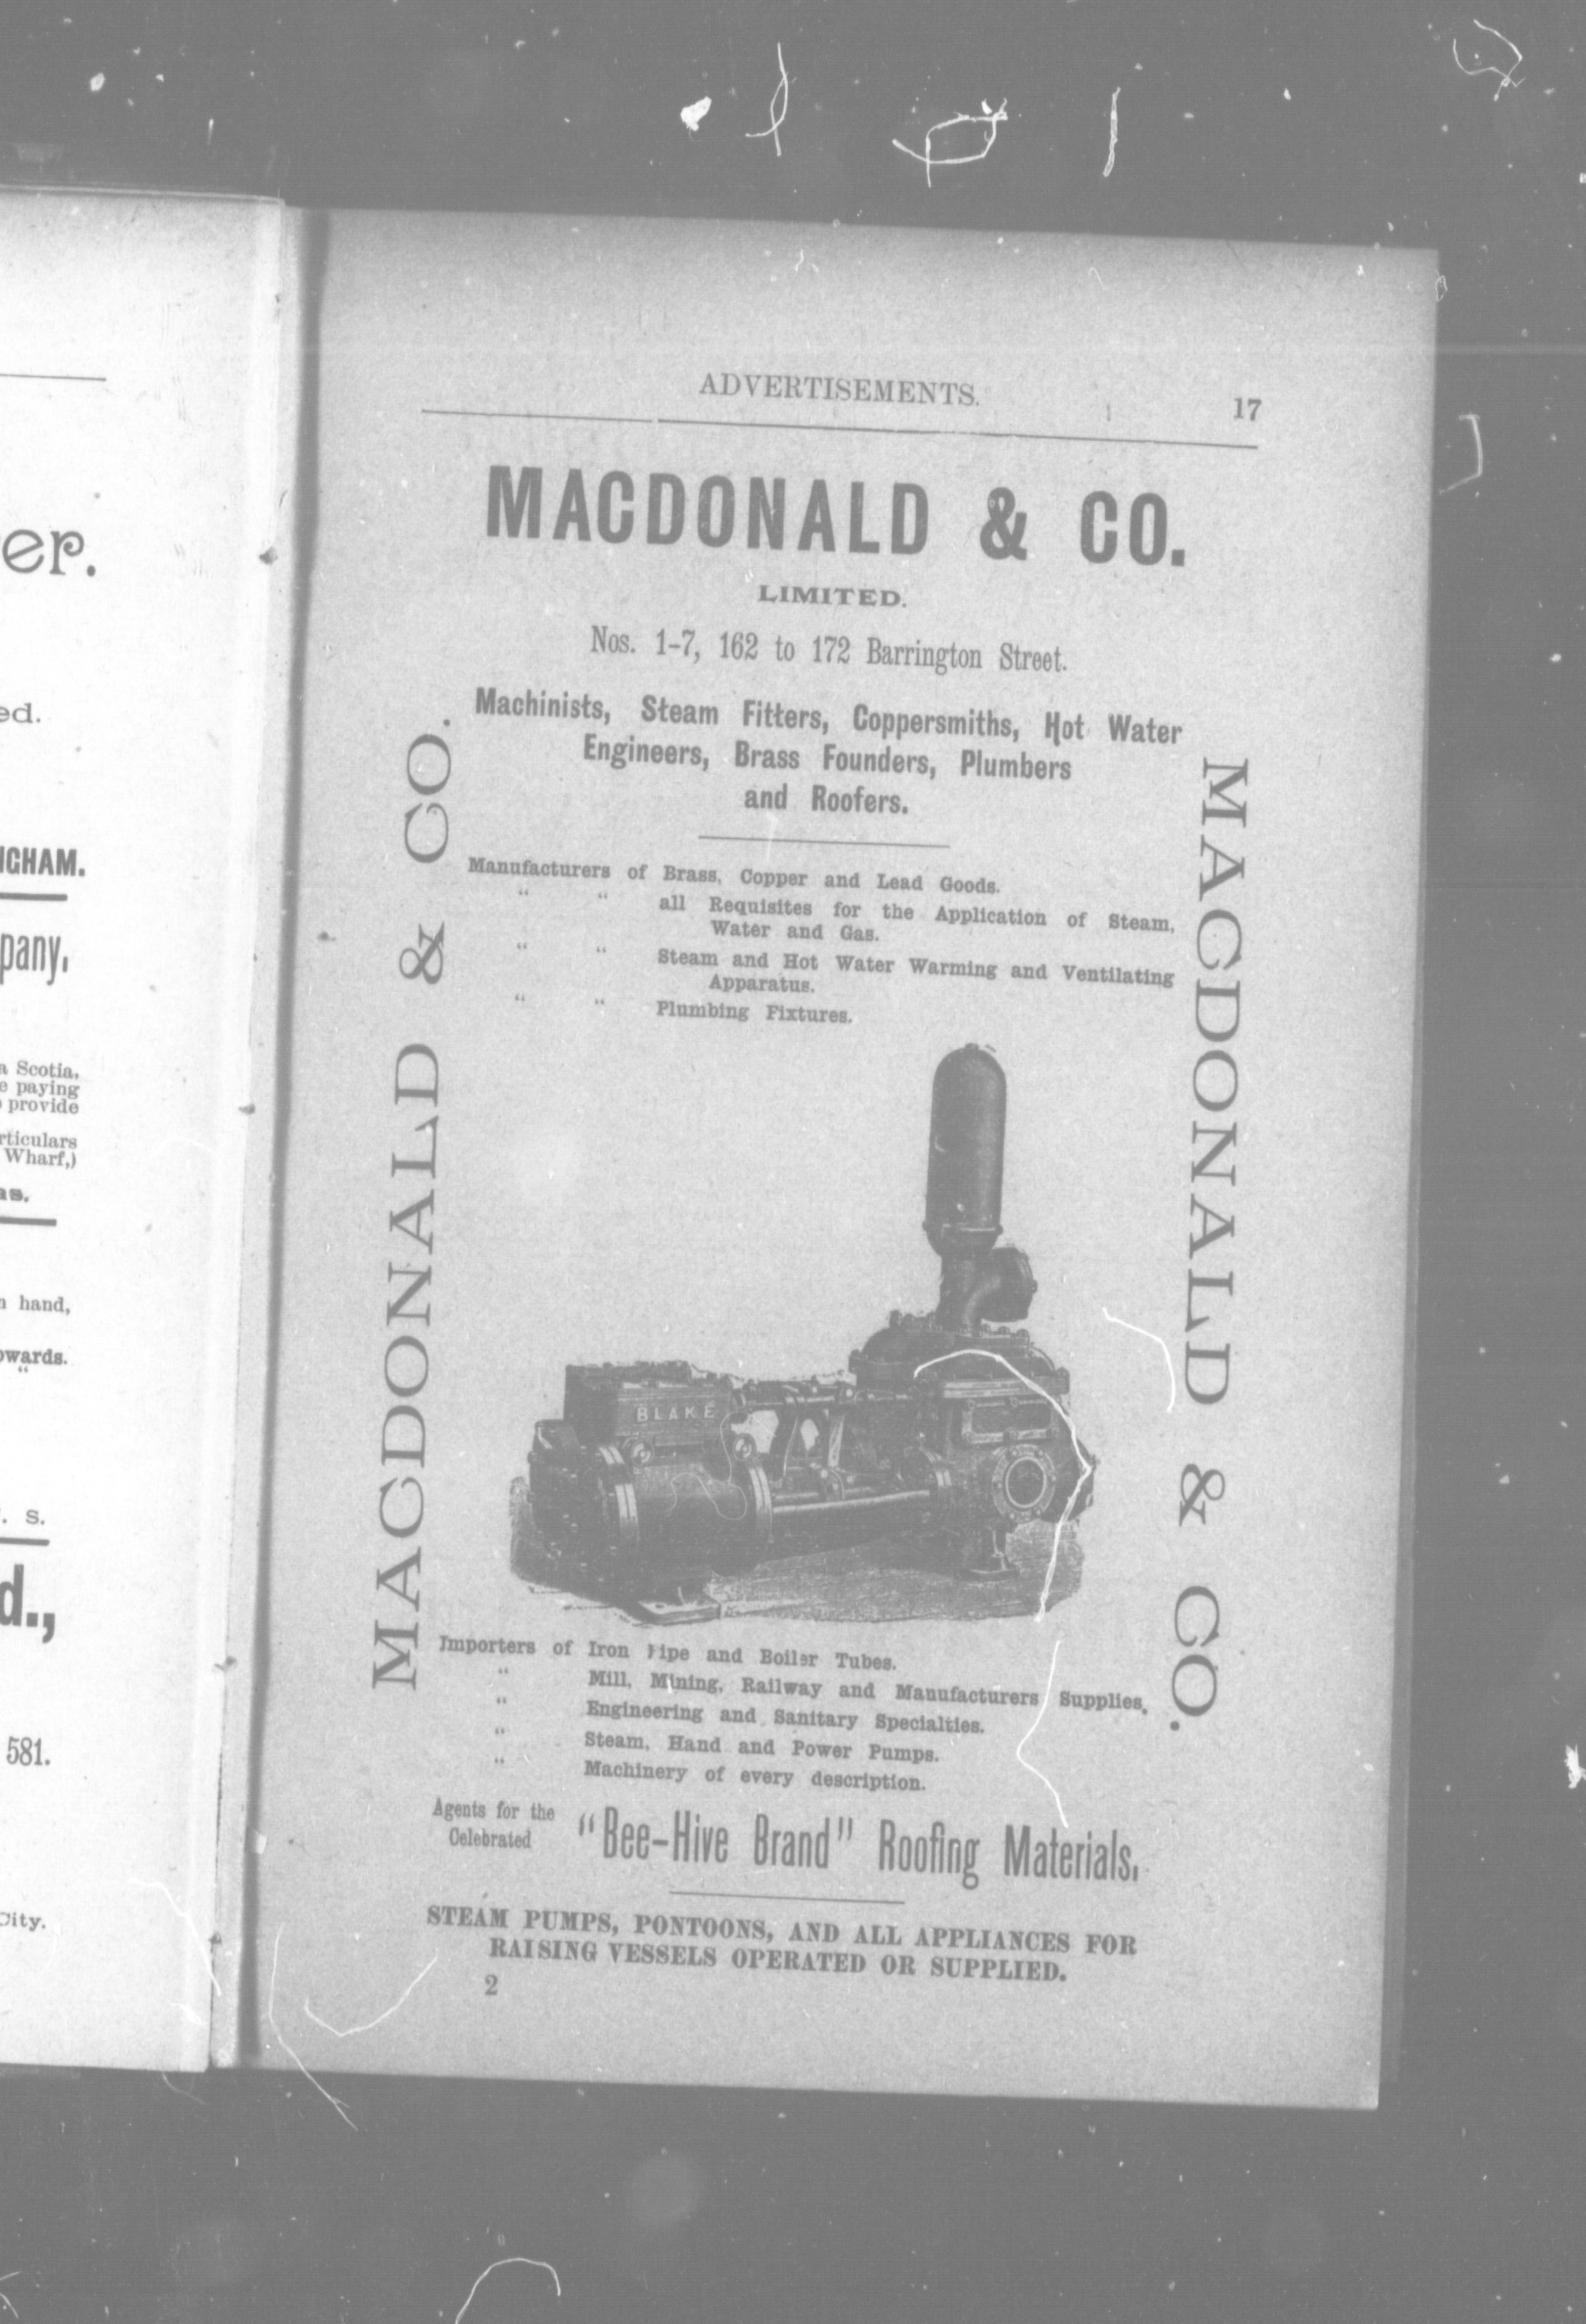 er.
ed.
NGHAM.
pany,
a Scotia,
e paying
provide
rticulars
Wharf,)
as.
hand,
owards.
“
. S.
d.,
581.
City.
ADVERTISEMENTS. 17
MACDONALD & CO.
LIMITED.
Nos. 1-7, 162 to 172 Barrington Street.
Machinists, Steam Fitters, Coppersmiths, Hot Water
Engineers, Brass Founders, Plumbers
and Roofers.
MACDONALD & CO.
MACDONALD & CO.
Manufacturers of Brass, Copper and Lead Goods.
“ “ all Requisites for the Application of Steam,
Water and Gas.
“ “ Steam and Hot Water Warming and Ventilating
Apparatus.
“ “ Plumbing Fixtures.
BLAKE
Importers of Iron Pipe and Boiler Tubes.
“ Mill, Mining, Railway and Manufacturers Supplies.
“ Engineering and Sanitary Specialties.
“ Steam, Hand and Power Pumps.
“ Machinery of every description.
Agents for the
Celebrated “Bee-Hive Brand” Roofing Materials.
STEAM PUMPS, PONTOONS, AND ALL APPLIANCES FOR
RAISING VESSELS OPERATED OR SUPPLIED.
2